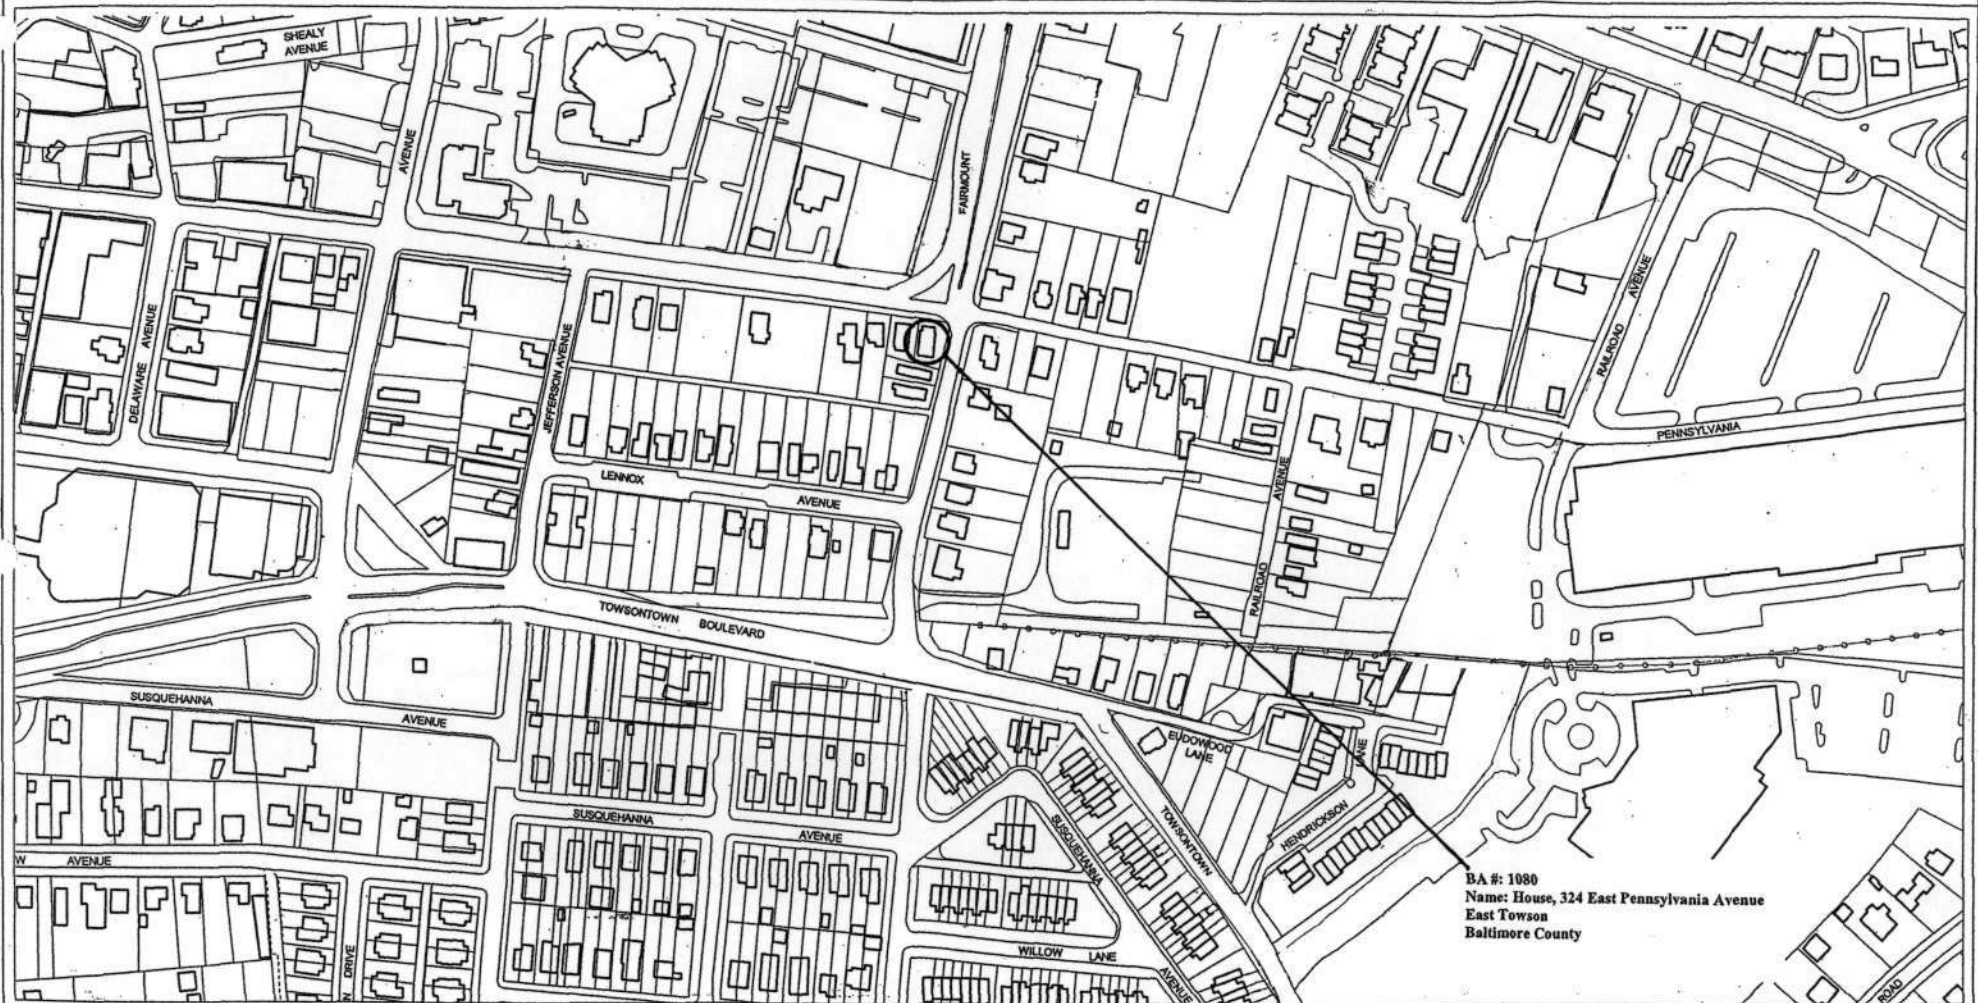 SHEALY
AVENUE
AVENUE
FAIRMOUNT
AVENUE
RAILROAD
DELAWARE AVENUE
JEFFERSON AVENUE
PENNSYLVANIA
LENNOX
AVENUE
AVENUE
RAILROAD
TOWSONTOWN BOULEVARD
SUSQUEHANNA
AVENUE
EUDOWOOD
LANE
LANE
SUSQUEHANNA
AVENUE
SUSQUEHANNA
AVENUE
TOWSONTOWN
HENDRICKSON
W AVENUE
BA #: 1080
Name: House, 324 East Pennsylvania Avenue
East Towson
Baltimore County
WILLOW LANE
N DRIVE
ROAD